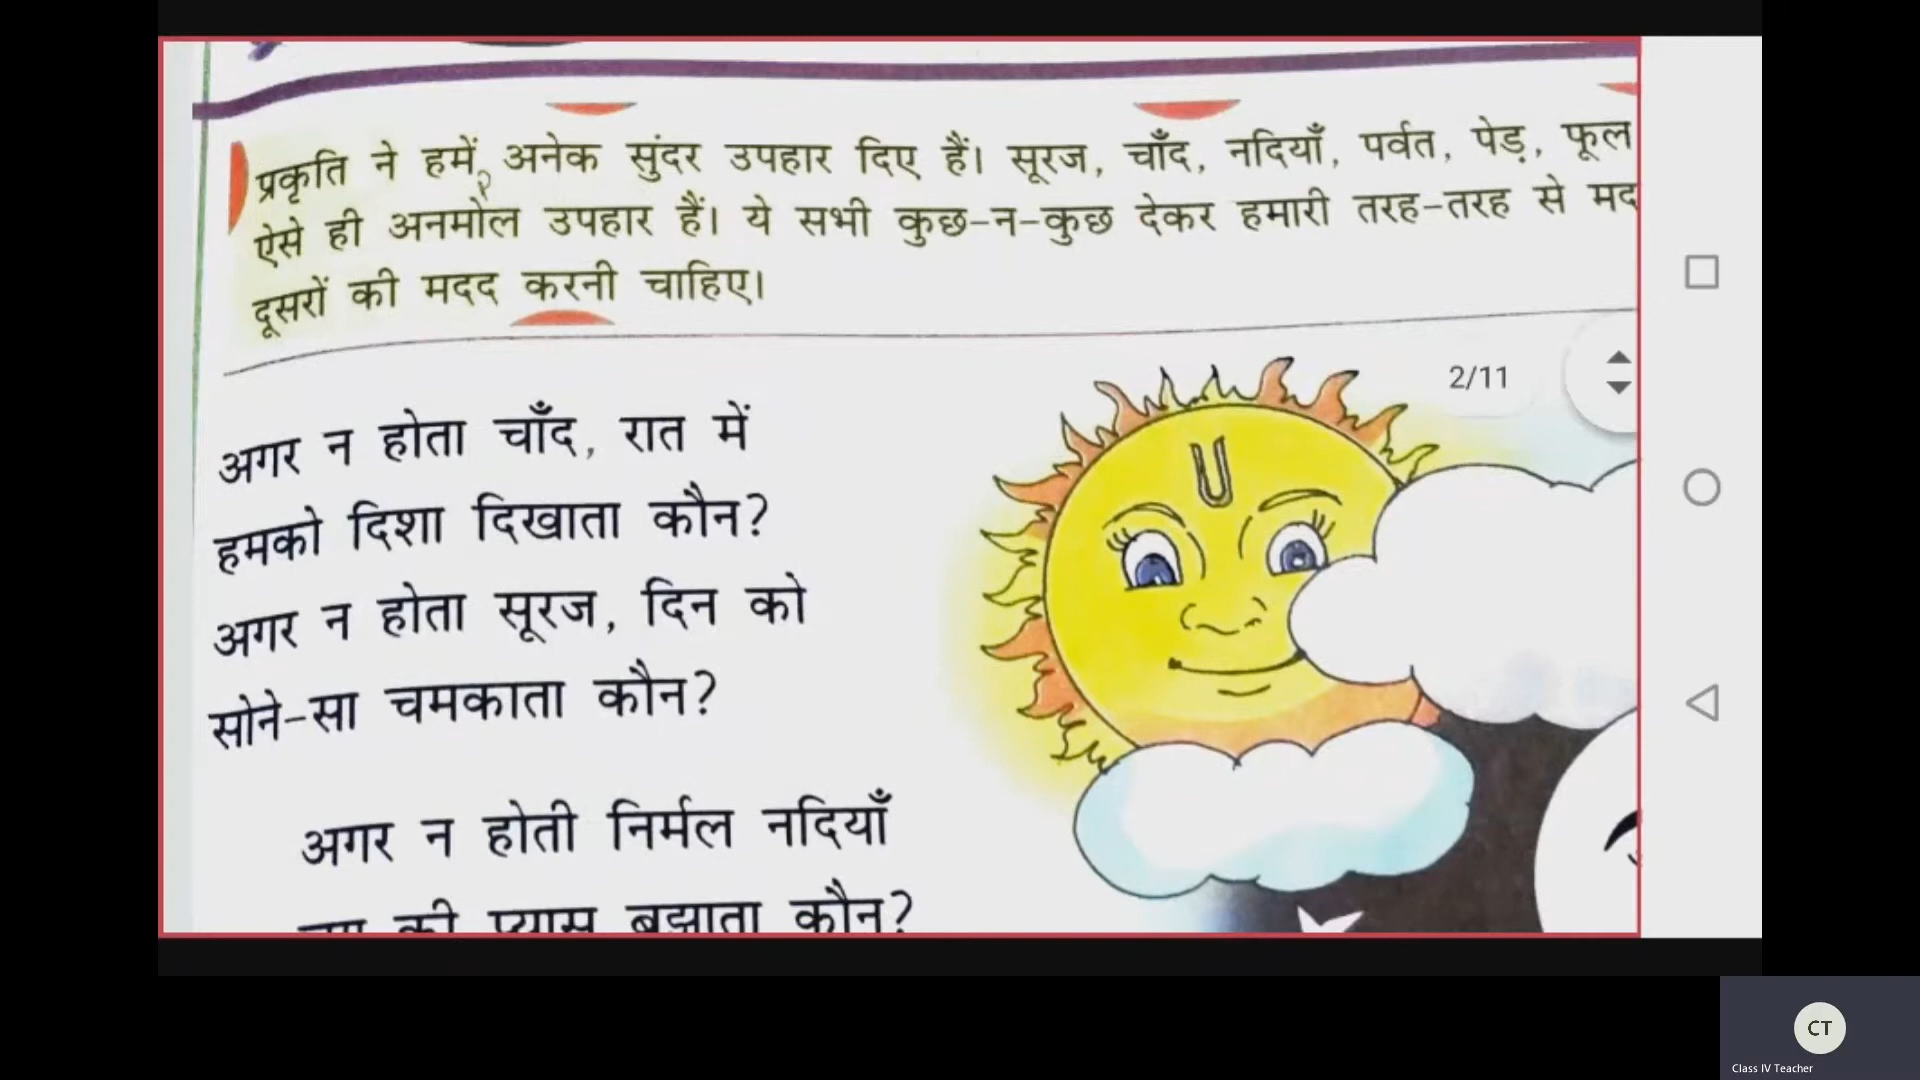 प्रकृति ने हमें अनेक सुंदर उपहार दिए हैं। सूरज, चाँद, नदियाँ, पर्वत, पेड़, फूल
ऐसे ही अनमोल उपहार हैं। ये सभी कुछ-न-कुछ देकर हमारी तरह-तरह से मद
दूसरों की मदद करनी चाहिए।
2/11
अगर न होता चाँद, रात में
हमको दिशा दिखाता कौन?
अगर न होता सूरज, दिन को
सोने-सा चमकाता कौन?
अगर न होती निर्मल नदियाँ
की प्यास बुझाता कौन?
CT
Class IV Teacher